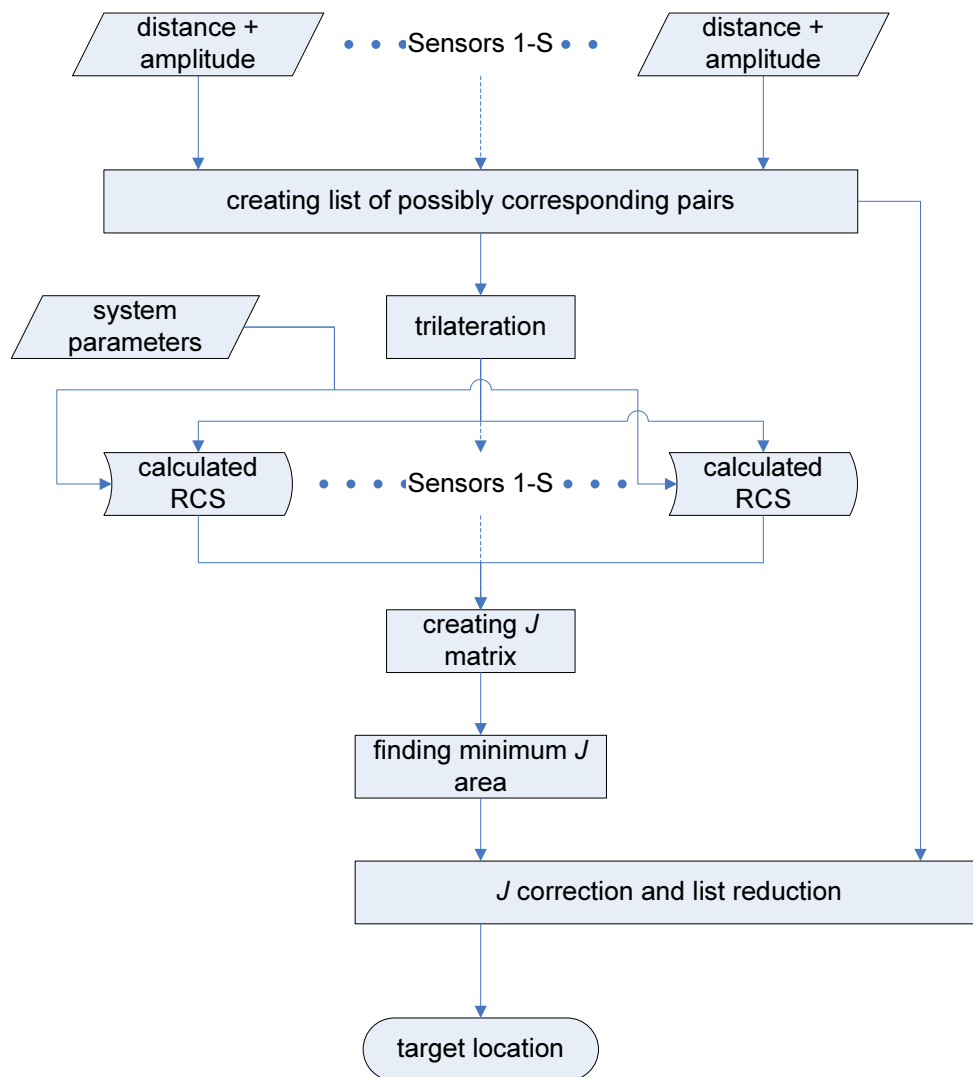 distance +
amplitude
Sensors 1-S
distance +
amplitude
creating list of possibly corresponding pairs
system
parameters
trilateration
calculated
RCS
Sensors 1-S
calculated
RCS
creating J
matrix
finding minimum J
area
J correction and list reduction
target location